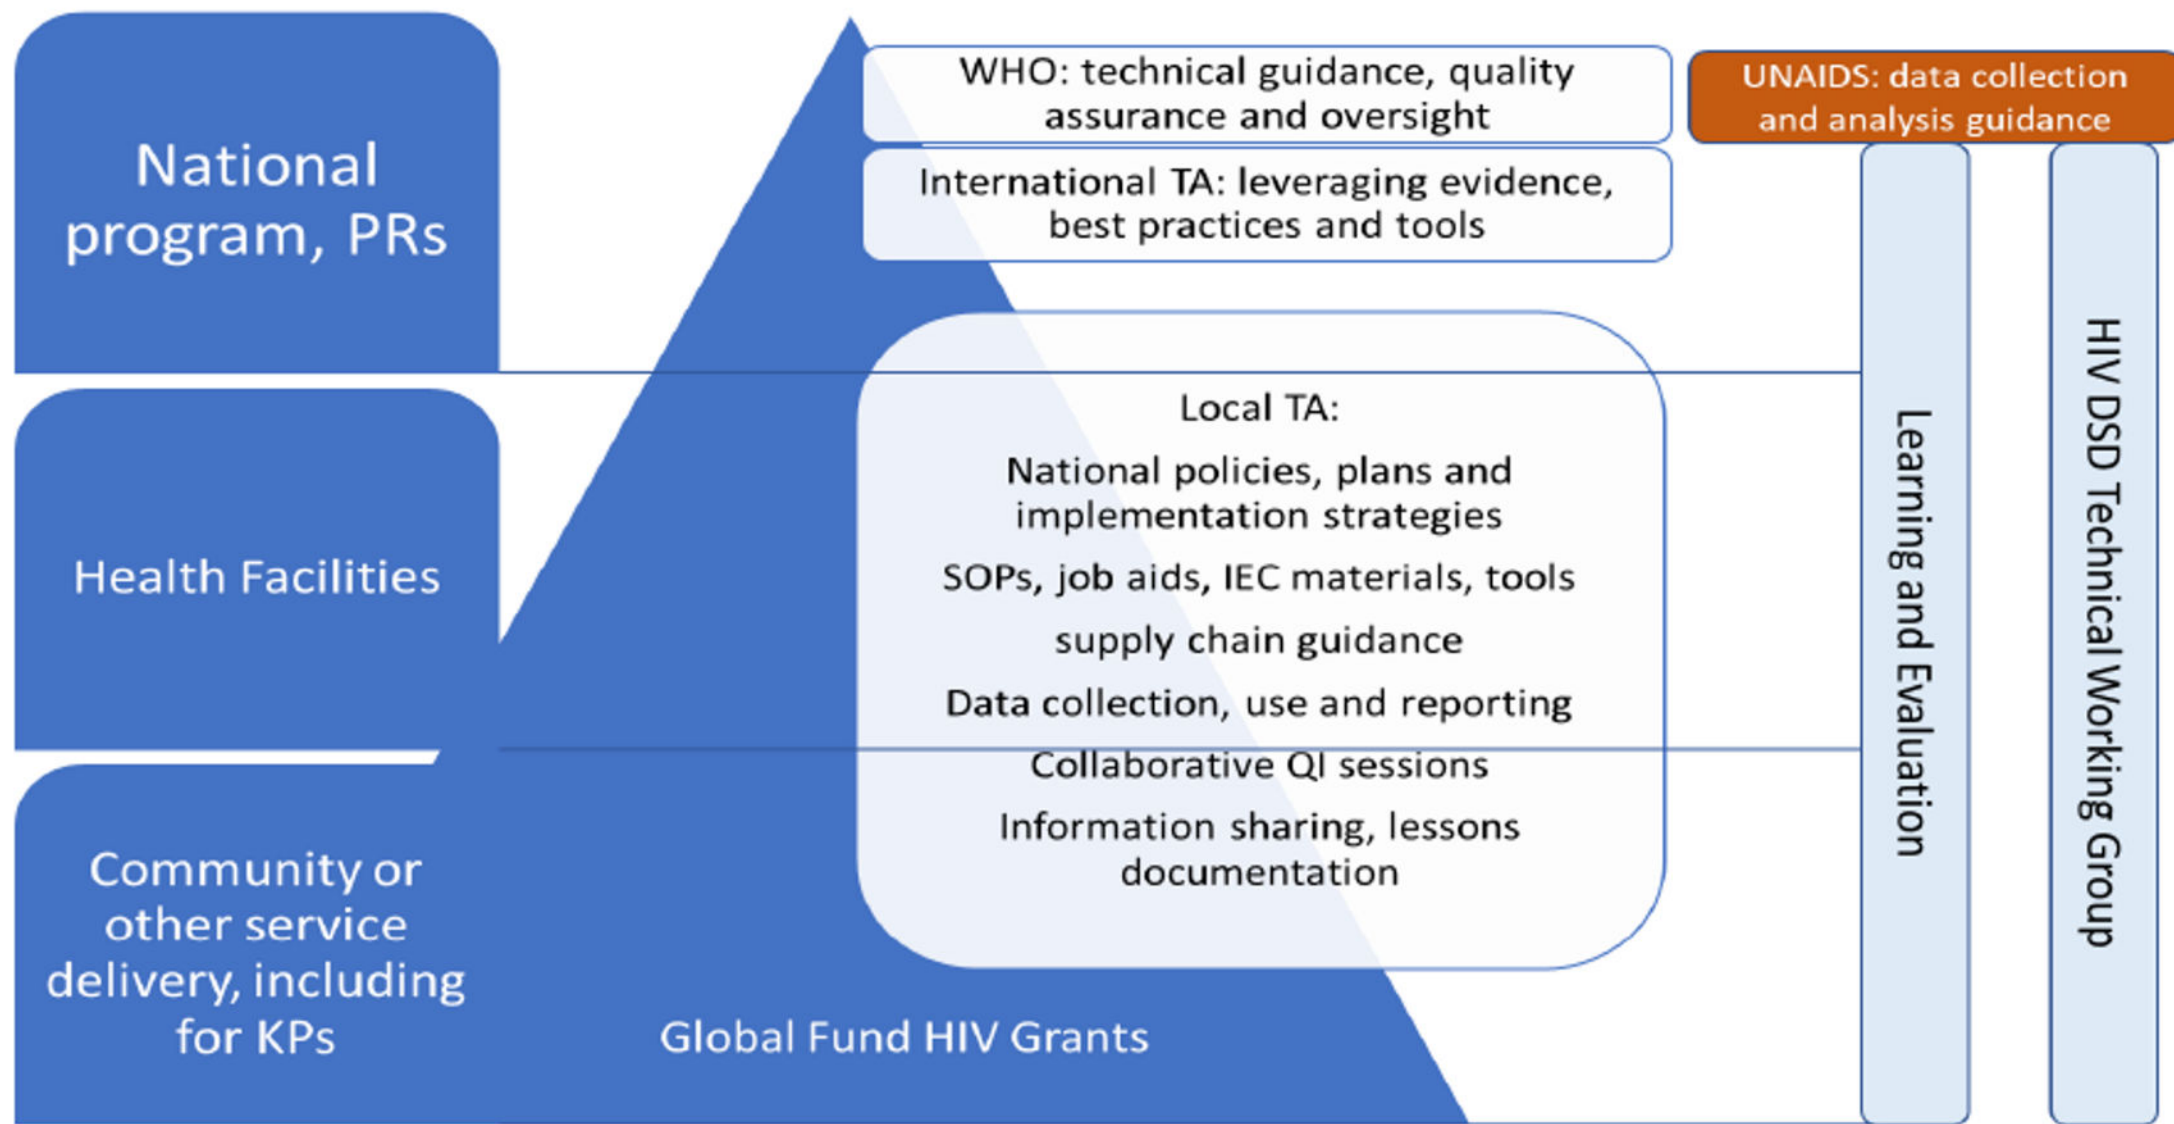 National
program, PRs
Health Facilities
Community or
other service
delivery, including
for KPs
WHO: technical guidance, quality
assurance and oversight
International TA: leveraging evidence,
best practices and tools
Local TA:
National policies, plans and
implementation strategies
SOPs, job aids, IEC materials, tools
supply chain guidance
Data collection, use and reporting
Collaborative QI sessions
Information sharing, lessons
documentation
Global Fund HIV Grants
UNAIDS: data collection
and analysis guidance
Learning and Evaluation
HIV DSD Technical Working Group